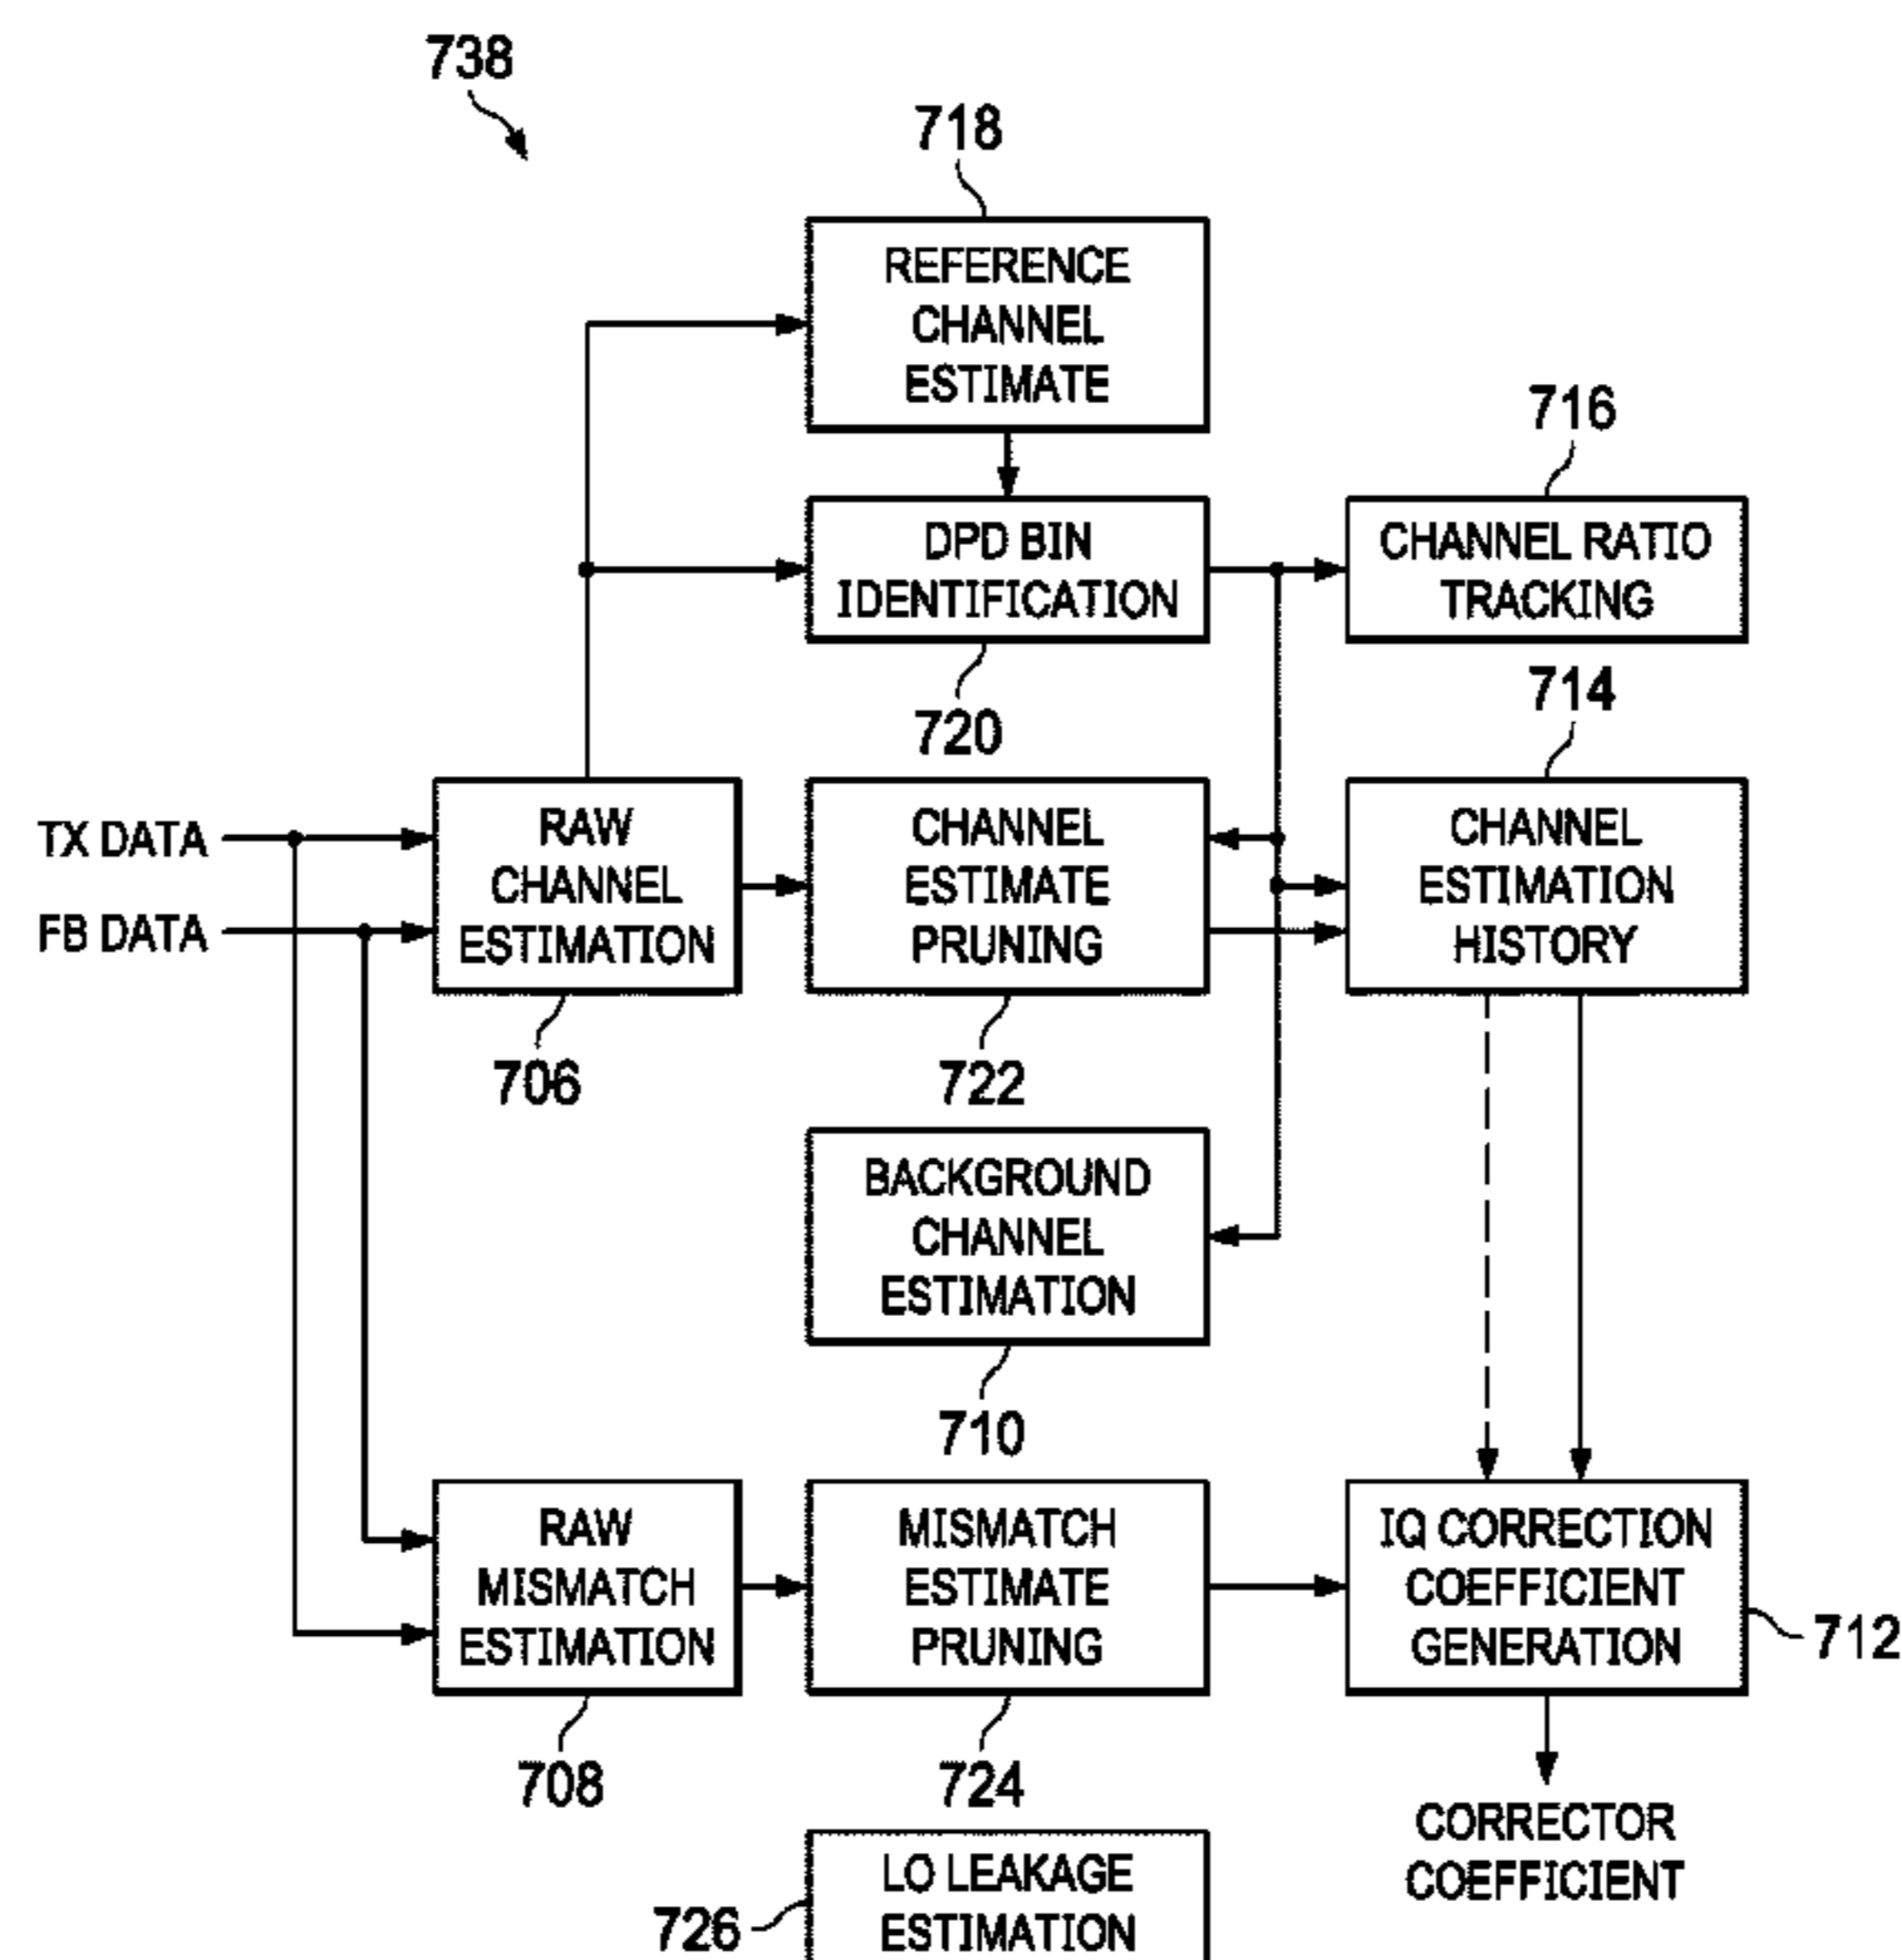 738
718
REFERENCE
CHANNEL
ESTIMATE
716
DPD BIN
IDENTIFICATION
CHANNEL RATIO
TRACKING
720
714
TX DATA
FB DATA
RAW
CHANNEL
ESTIMATION
CHANNEL
ESTIMATE
PRUNING
CHANNEL
ESTIMATION
HISTORY
706
722
BACKGROUND
CHANNEL
ESTIMATION
710
RAW
MISMATCH
ESTIMATION
MISMATCH
ESTIMATE
PRUNING
IQ CORRECTION
COEFFICIENT
GENERATION
712
708
724
CORRECTOR
COEFFICIENT
LO LEAKAGE
ESTIMATION
726